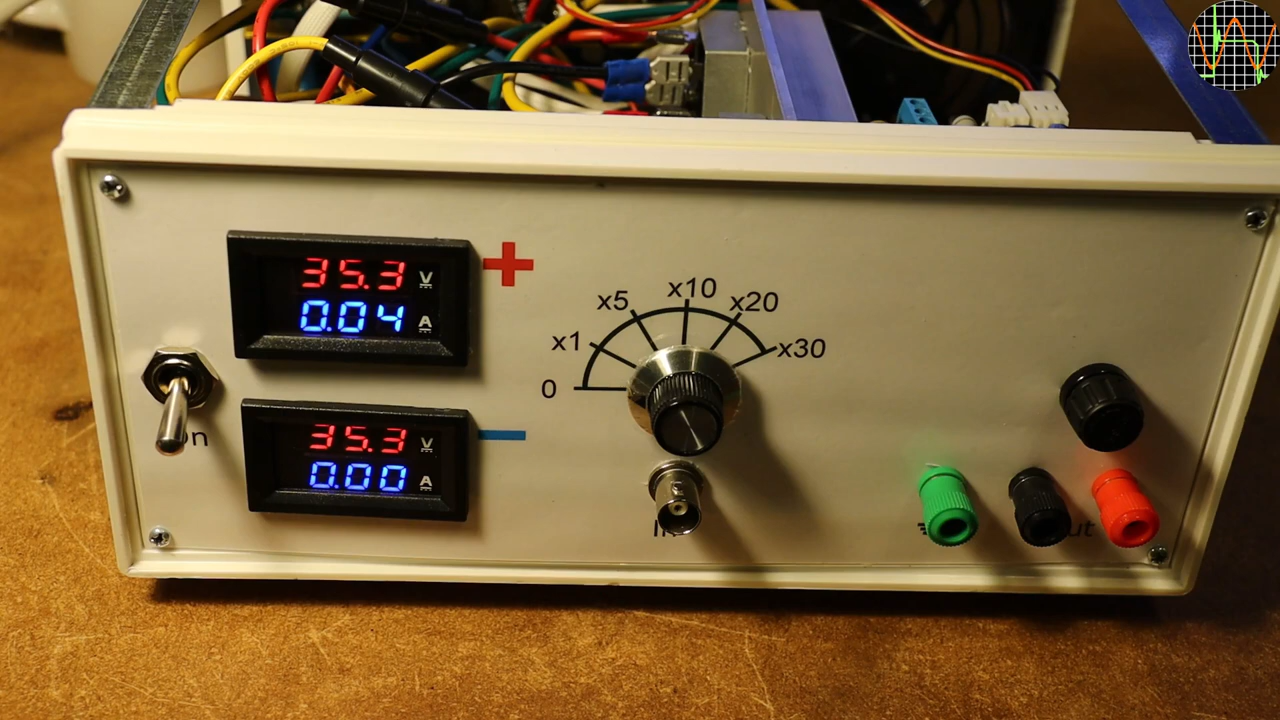 35.3 V
0.04 A
+
35.3 V
0.00 A
-
0 x1 x5 x10 x20 x30